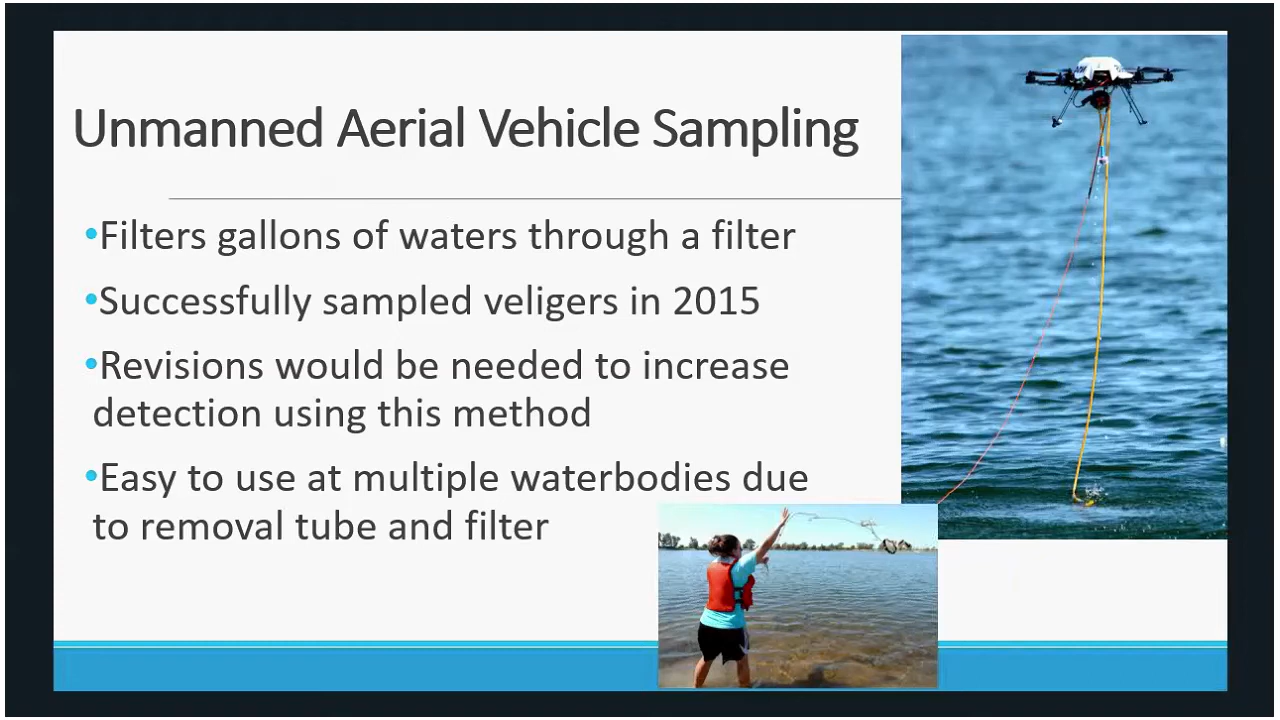 Unmanned Aerial Vehicle Sampling
•Filters gallons of waters through a filter
•Successfully sampled veligers in 2015
•Revisions would be needed to increase
detection using this method
•Easy to use at multiple waterbodies due
to removal tube and filter